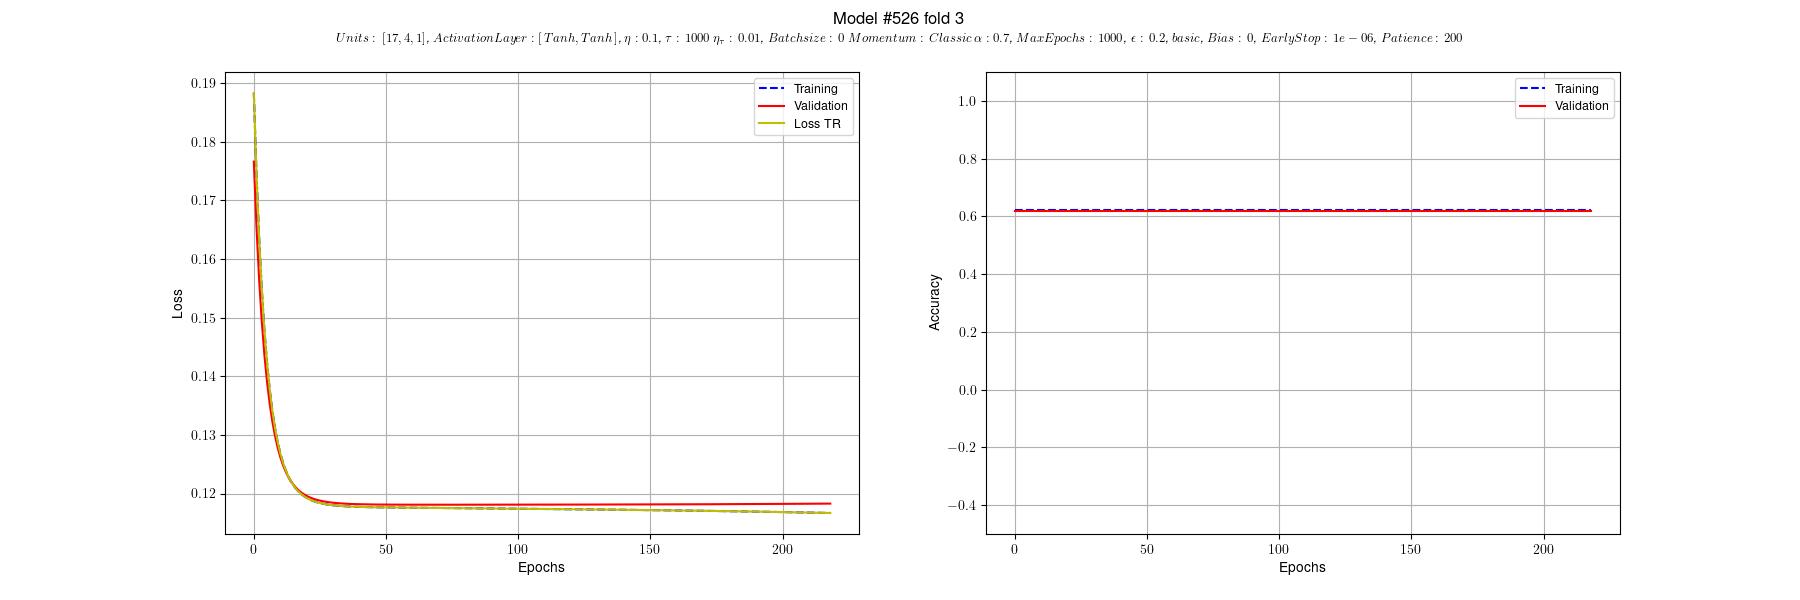 Model #526 fold 3
Units : [17, 4, 1], ActivationLayer : [Tanh, Tanh], η : 0.1, τ : 1000 ητ : 0.01, Batchsize : 0 Momentum : Classic α : 0.7, MaxEpochs : 1000, ϵ : 0.2, basic, Bias : 0, EarlyStop : 1e − 06, Patience : 200
0.19
0.18
0.17
0.16
0.15
0.14
0.13
0.12
Loss
0 50 100 150 200
Epochs
Training
Validation
Loss TR
1.0
0.8
0.6
0.4
0.2
0.0
−0.2
−0.4
Accuracy
0 50 100 150 200
Epochs
Training
Validation